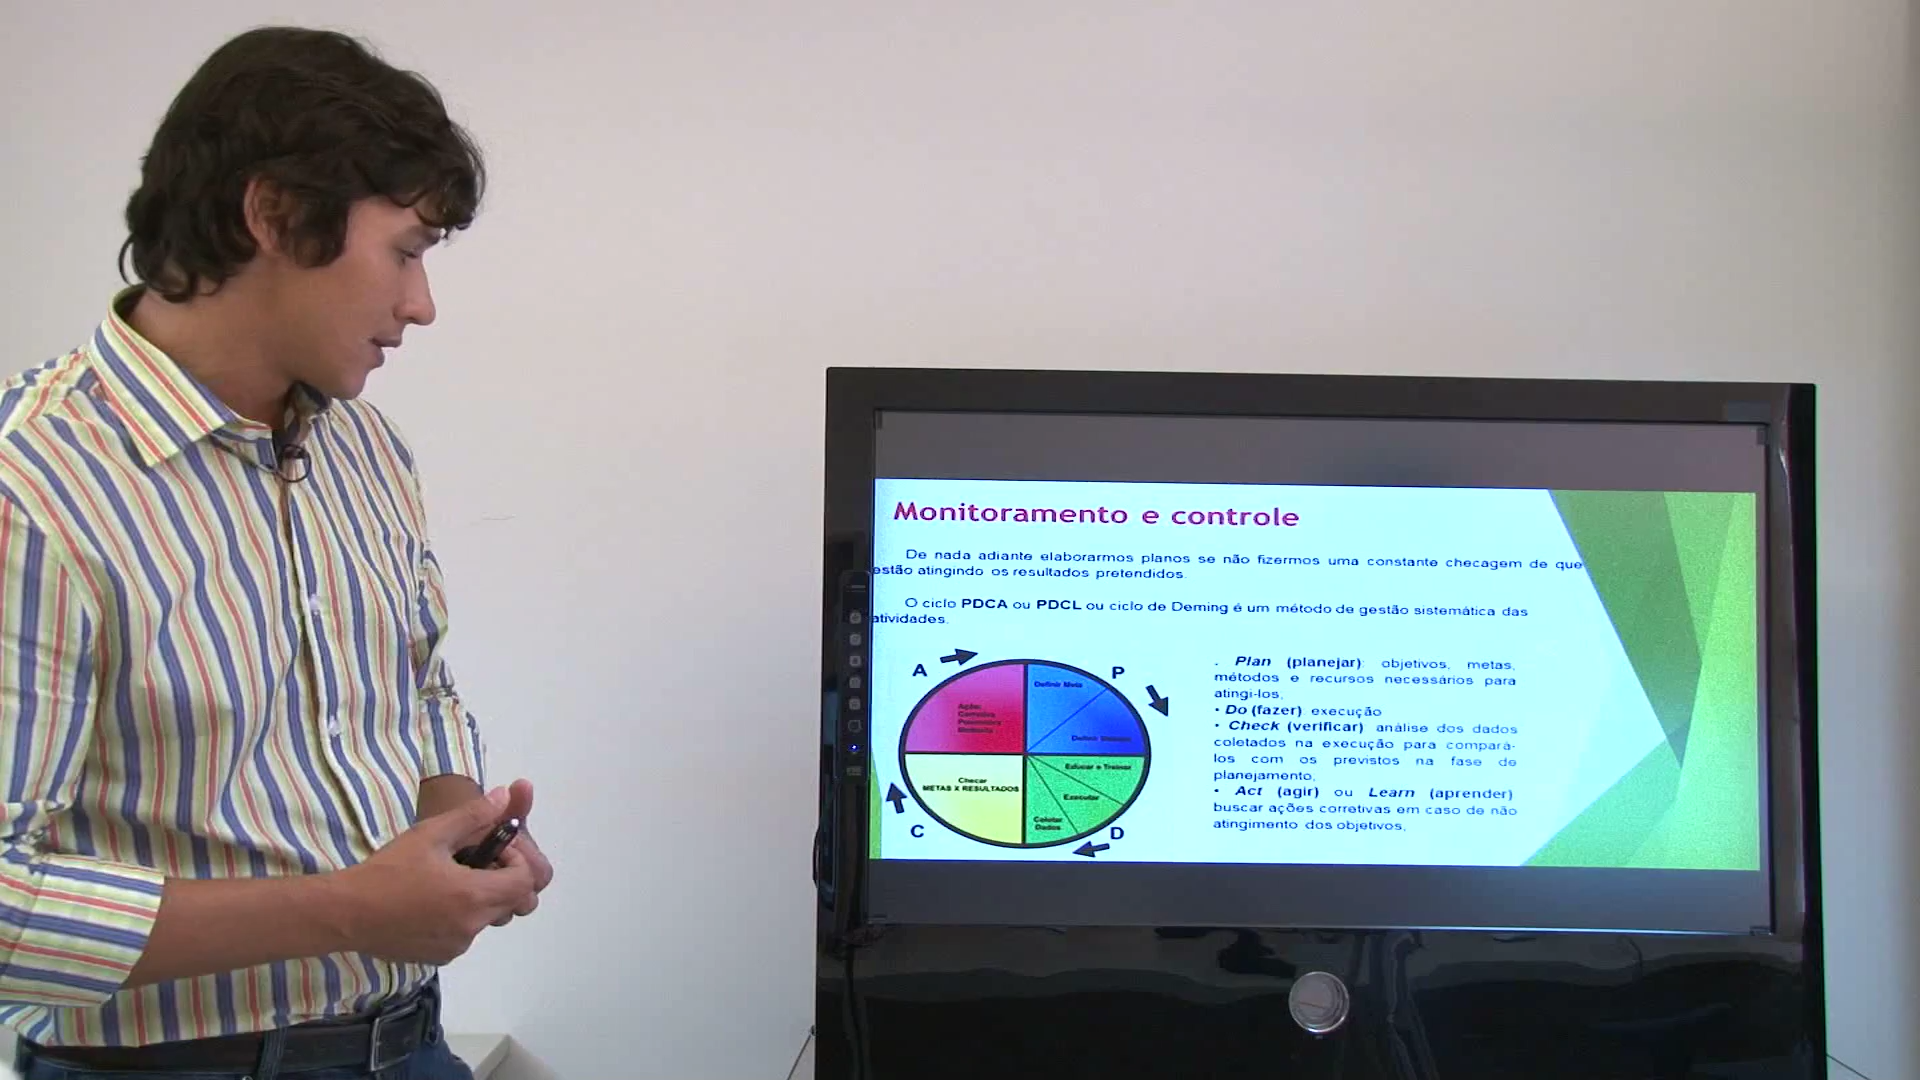 Monitoramento e controle
De nada adiante elaborarmos planos se não fizermos uma constante checagem de que
estão atingindo os resultados pretendidos.
O ciclo PDCA ou PDCL ou ciclo de Deming é um método de gestão sistemática das
atividades.
A
P
Definir Meta
Ação:
Corretiva
Definir
Educar e Treinar
Executar
Coletar
Dados
Checar
METAS X RESULTADOS
C
D
. Plan (planejar): objetivos, metas,
métodos e recursos necessários para
atingi-los;
• Do (fazer): execução
• Check (verificar): análise dos dados
coletados na execução para compará-
los com os previstos na fase de
planejamento;
• Act (agir) ou Learn (aprender):
buscar ações corretivas em caso de não
atingimento dos objetivos;